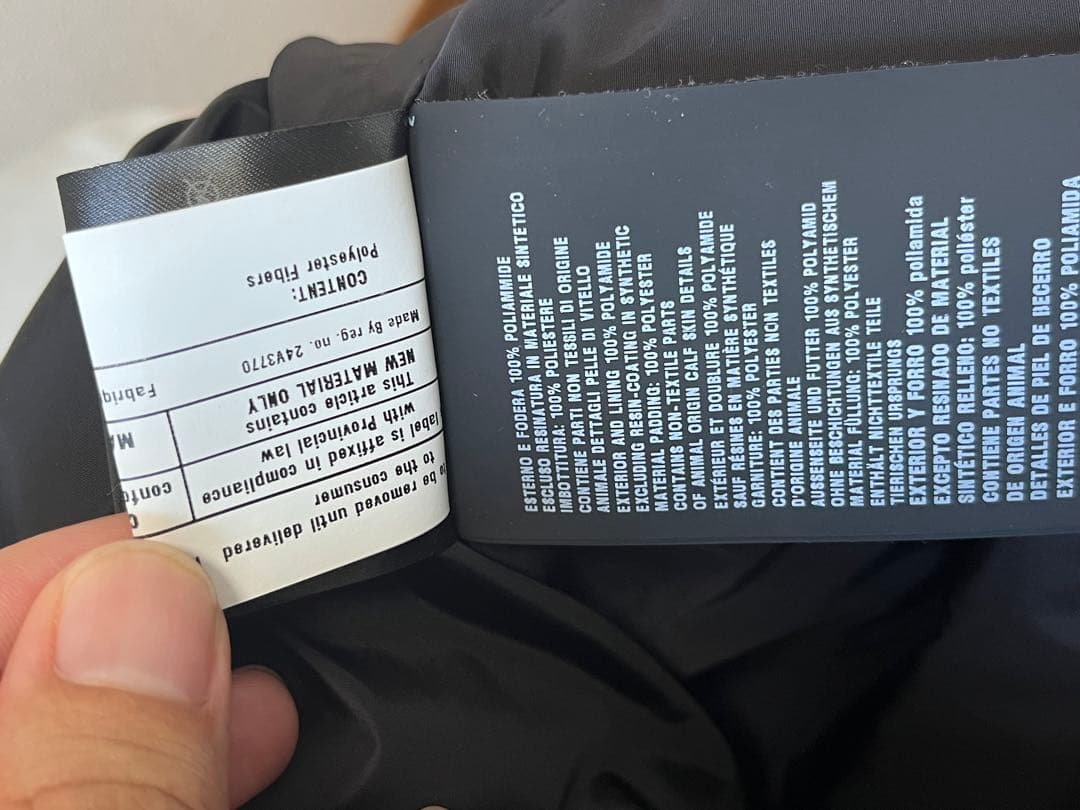 to be removed until delivered
to the consumer
label is affixed in compliance
with Provincial law
This article contains
NEW MATERIAL ONLY
Made By reg. no. 24V3770
CONTENT:
Polyester Fibers
confo
Fabriq
ESTERNO E FODERA 100% POLIAMMIDE
ESCLUSO RESINATURA IN MATERIALE SINTETICO
IMBOTTITURA: 100% POLIESTERE
CONTIENE PARTI NON TESSILI DI ORIGINE
ANIMALE DETTAGLI PELLE DI VITELLO
EXTERIOR AND LINING 100% POLYAMIDE
EXCLUDING RESIN-COATING IN SYNTHETIC
MATERIAL PADDING: 100% POLYESTER
CONTAINS NON-TEXTILE PARTS
OF ANIMAL ORIGIN CALF SKIN DETAILS
EXTÉRIEUR ET DOUBLURE 100% POLYAMIDE
SAUF RÉSINES EN MATIÈRE SYNTHÉTIQUE
GARNITURE: 100% POLYESTER
CONTIENT DES PARTIES NON TEXTILES
D'ORIGINE ANIMALE
AUSSENSEITE UND FUTTER 100% POLYAMID
OHNE BESCHICHTUNGEN AUS SYNTHETISCHEM
MATERIAL FÜLLUNG: 100% POLYESTER
ENTHALT NICHTTEXTILE TEILE
TIERISCHEN URSPRUNGS
EXTERIOR Y FORRO 100% polamida
EXCEPTO RESINADO DE MATERIAL
SINTÉTICO RELLENO: 100% poliéster
CONTIENE PARTES NO TEXTILES
DE ORIGEN ANIMAL
DETALLES DE PIEL DE BECERRO
EXTERIOR E FORRO 100% POLIAMIDA